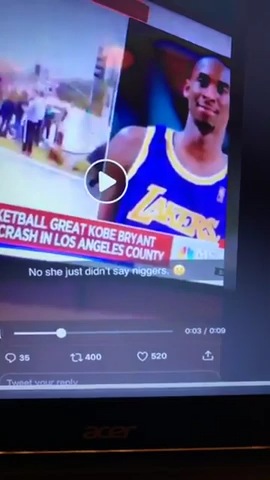 KETBALL GREAT KOBE BRYANT
CRASH IN LOS ANGELES COUNTY
LAKERS
No she just didn't say niggers. 🙂
0:03 / 0:09
35
400
520
Tweet your reply
acer